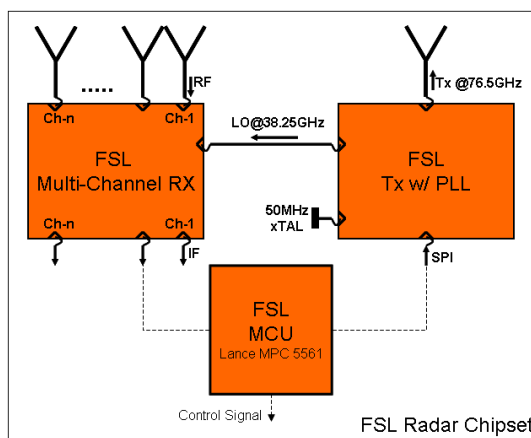 RF
Tx @76.5GHz
Ch-n
Ch-1
LO@38.25GHz
FSL
Multi-Channel RX
FSL
Tx w/ PLL
50MHz
xTAL
Ch-n
Ch-1
IF
SPI
FSL
MCU
Lance MPC 5561
Control Signal
FSL Radar Chipset